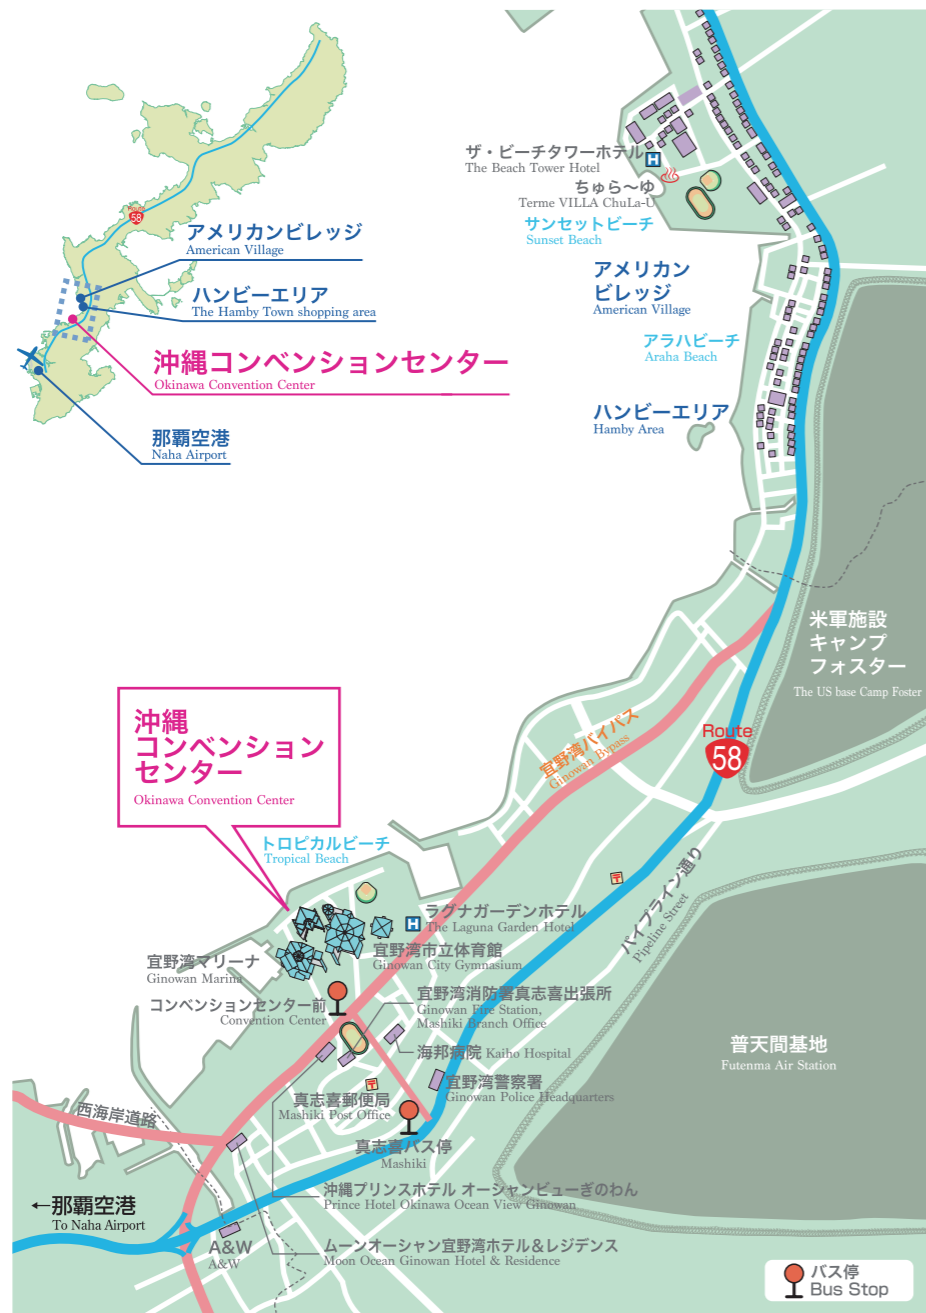 ザ・ビーチタワーホテル
The Beach Tower Hotel
ちゅら～ゆ
Terme VILLA ChuLa-U
サンセットビーチ
Sunset Beach
アメリカン
ビレッジ
American Village
アラハビーチ
Araha Beach
ハンビーエリア
Hamby Area
Route
58
アメリカビレッジ
American Village
ハンビーエリア
The Hamby Town shopping area
沖縄コンベンションセンター
Okinawa Convention Center
那覇空港
Naha Airport
米軍施設
キャンプ
フォスター
The US base Camp Foster
Route
58
宜野湾バイパス
Ginowan Bypass
沖縄
コンベンション
センター
Okinawa Convention Center
トロピカルビーチ
Tropical Beach
パイプライン通り
Pipeline Street
ラグナガーデンホテル
The Laguna Garden Hotel
宜野湾市立体育館
Ginowan City Gymnasium
宜野湾マリーナ
Ginowan Marina
コンベンションセンター前
Convention Center
宜野湾消防署真志喜出張所
Ginowan Fire Station,
Mashiki Branch Office
海邦病院 Kaiho Hospital
普天間基地
Futenma Air Station
宜野湾警察署
Ginowan Police Headquarters
真志喜郵便局
Mashiki Post Office
西海岸道路
真志喜バス停
Mashiki
沖縄プリンスホテル オーシャンビューぎのわん
Prince Hotel Okinawa Ocean View Ginowan
←那覇空港
To Naha Airport
A&W
A&W
ムーンオーシャン宜野湾ホテル＆レジデンス
Moon Ocean Ginowan Hotel & Residence
バス停
Bus Stop
H
H
〒
〒